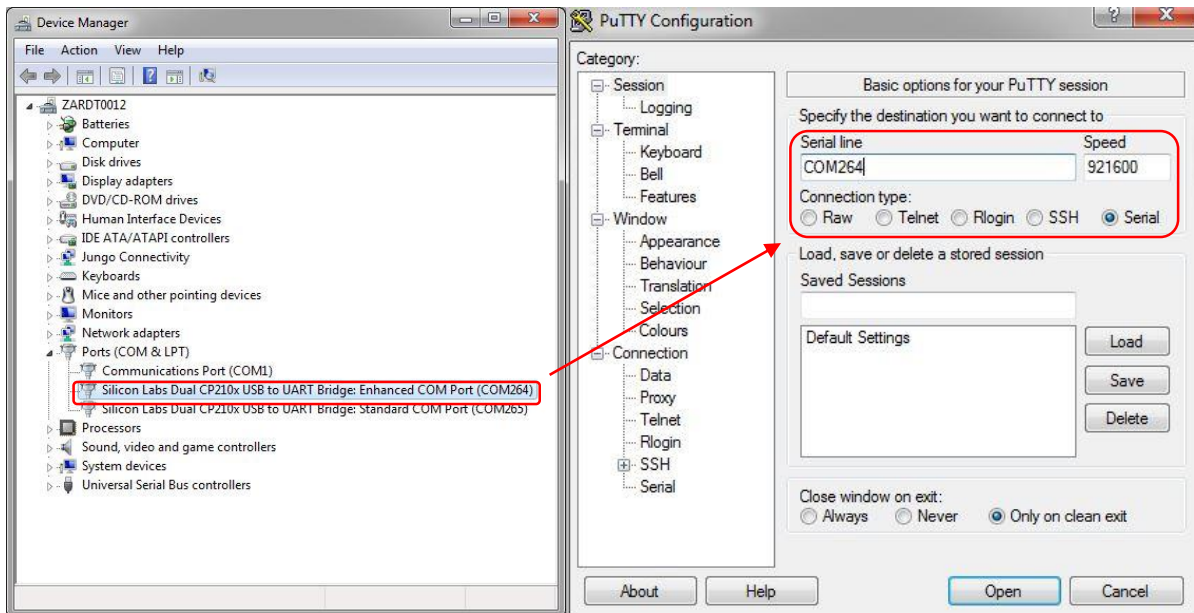 Device Manager
File Action View Help
ZARDT0012
Batteries
Computer
Disk drives
Display adapters
DVD/CD-ROM drives
Human Interface Devices
IDE ATA/ATAPI controllers
Jungo Connectivity
Keyboards
Mice and other pointing devices
Monitors
Network adapters
Ports (COM & LPT)
Communications Port (COM1)
Silicon Labs Dual CP210x USB to UART Bridge: Enhanced COM Port (COM264)
Silicon Labs Dual CP210x USB to UART Bridge: Standard COM Port (COM265)
Processors
Sound, video and game controllers
System devices
Universal Serial Bus controllers
PuTTY Configuration
Category:
Session
Logging
Terminal
Keyboard
Bell
Features
Window
Appearance
Behaviour
Translation
Selection
Colours
Connection
Data
Proxy
Telnet
Rlogin
SSH
Serial
Basic options for your PuTTY session
Specify the destination you want to connect to
Serial line Speed
COM264 921600
Connection type:
Raw Telnet Rlogin SSH Serial
Load, save or delete a stored session
Saved Sessions
Default Settings
Load
Save
Delete
Close window on exit:
Always Never Only on clean exit
About Help Open Cancel